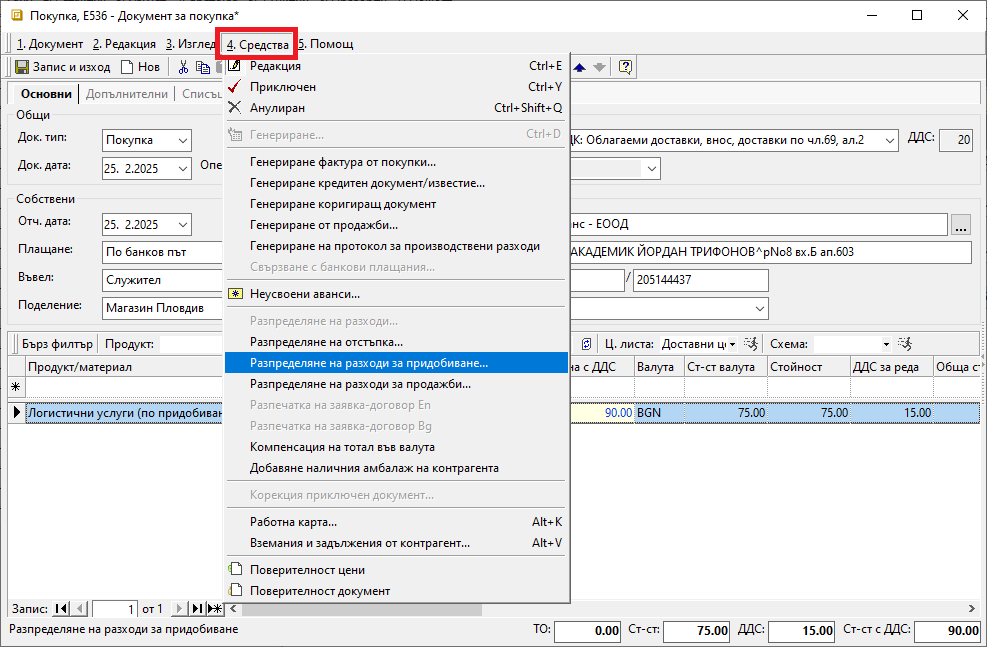 Покупка, E536 - Документ за покупка*
1. Документ 2. Редакция 3. Изглед 4. Средства 5. Помощ
Запис и изход Нов
Основни Допълнителни
Общи
Док. тип: Покупка
: Облагаеми доставки, внос, доставки по чл.69, ал.2 ДДС: 20
Док. дата: 25. 2.2025
Собствени
Отч. дата: 25. 2.2025
- ЕООД ...
Плащане: По банков път
АКАДЕМИК ЙОРДАН ТРИФОНОВ^рNo8 вх.Б ап.603
Въвел: Служител
/ 205144437
Поделение: Магазин Пловдив
Бърз филтър Продукт:
Ц. листа: Доставни Схема:
Продукт/материал
с ДДС Валута Ст-ст валута Стойност ДДС за реда Обща
Логистични услуги (по
90.00 BGN 75.00 75.00 15.00
Редакция Ctrl+E
Приключен Ctrl+Y
Анулиран Ctrl+Shift+Q
Генериране... Ctrl+D
Генериране фактура от покупки...
Генериране кредитен документ/известие...
Генериране коригиращ документ
Генериране от продажби...
Генериране на протокол за производствени разходи
Свързване с банкови плащания...
Неусвоени аванси...
Разпределяне на разходи...
Разпределяне на отстъпка...
Разпределяне на разходи за придобиване...
Разпределяне на разходи за продажби...
Разпечатка на заявка-договор En
Разпечатка на заявка-договор Bg
Компенсация на тотал във валута
Добавяне наличния амбалаж на контрагента
Корекция приключен документ...
Работна карта... Alt+K
Вземания и задължения от контрагент... Alt+V
Поверителност цени
Поверителност документ
Запис: 1 от 1
Разпределяне на разходи за придобиване
ТО: 0.00 Ст-ст: 75.00 ДДС: 15.00 Ст-ст с ДДС: 90.00